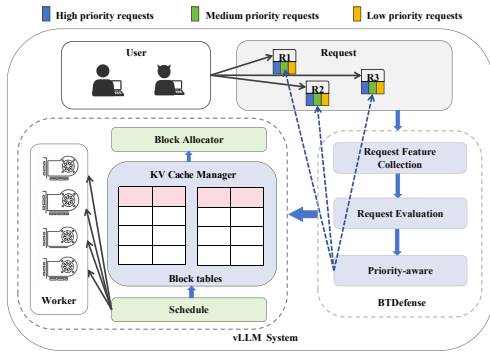 High priority requests
Medium priority requests
Low priority requests
User
Request
R1
R2
R3
Block Allocator
KV Cache Manager
Block tables
Schedule
Worker
Request Feature
Collection
Request Evaluation
Priority-aware
BTDefense
vLLM System